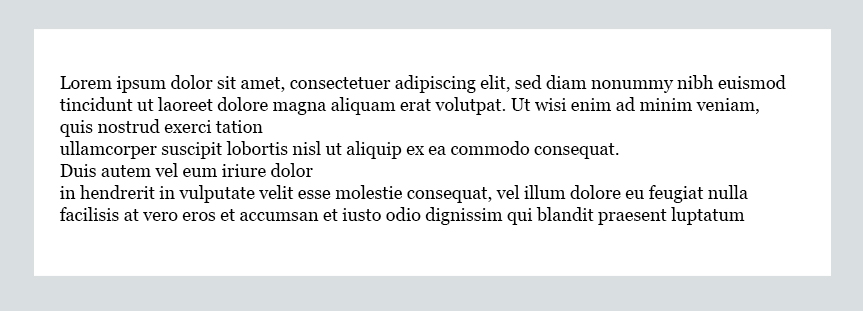 Lorem ipsum dolor sit amet, consectetuer adipiscing elit, sed diam nonummy nibh euismod
tincidunt ut laoreet dolore magna aliquam erat volutpat. Ut wisi enim ad minim veniam,
quis nostrud exerci tation
ullamcorper suscipit lobortis nisl ut aliquip ex ea commodo consequat.
Duis autem vel eum iriure dolor
in hendrerit in vulputate velit esse molestie consequat, vel illum dolore eu feugiat nulla
facilisis at vero eros et accumsan et iusto odio dignissim qui blandit praesent luptatum